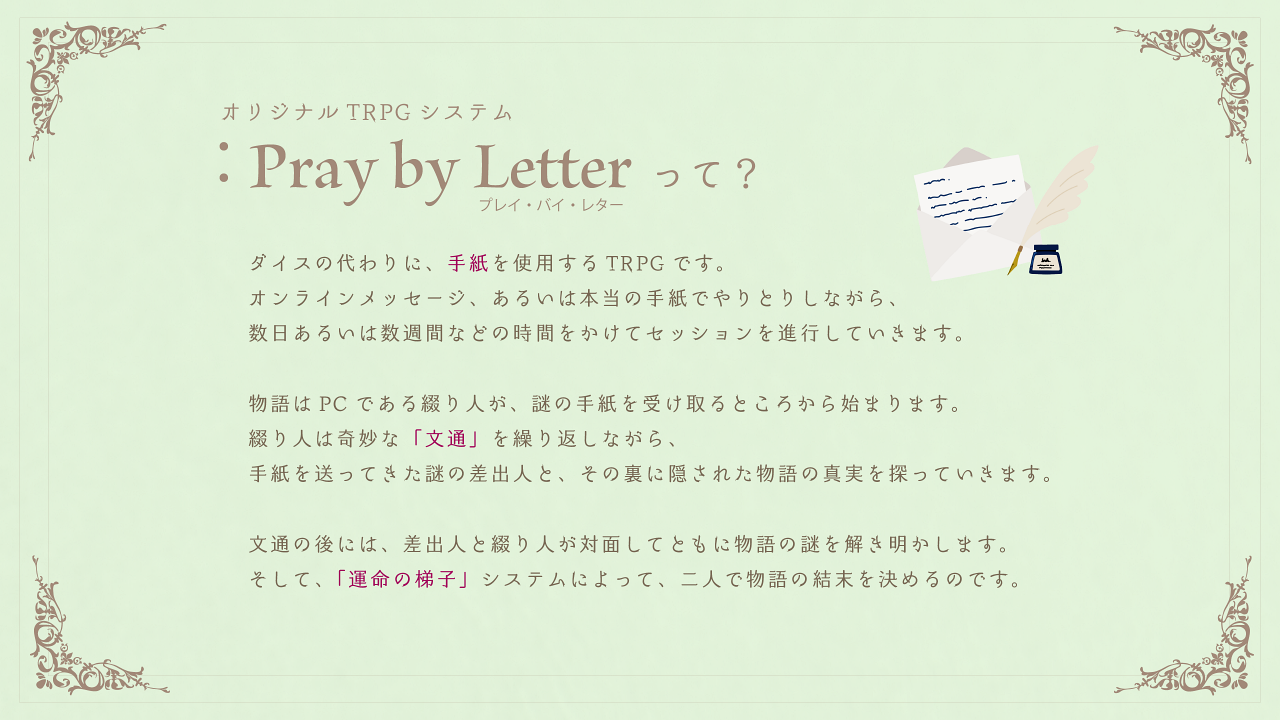 オリジナル TRPG システム
: Pray by Letter って？
プレイ・バイ・レター
ダイスの代わりに、手紙を使用する TRPG です。
オンラインメッセージ、あるいは本当の手紙でやりとりしながら、
数日あるいは数週間などの時間をかけてセッションを進行していきます。
物語は PC である綴り人が、謎の手紙を受け取るところから始まります。
綴り人は奇妙な「文通」を繰り返しながら、
手紙を送ってきた謎の差出人と、その裏に隠された物語の真実を探っていきます。
文通の後には、差出人と綴り人が対面してともに物語の謎を解き明かします。
そして、「運命の梯子」システムによって、二人で物語の結末を決めるのです。